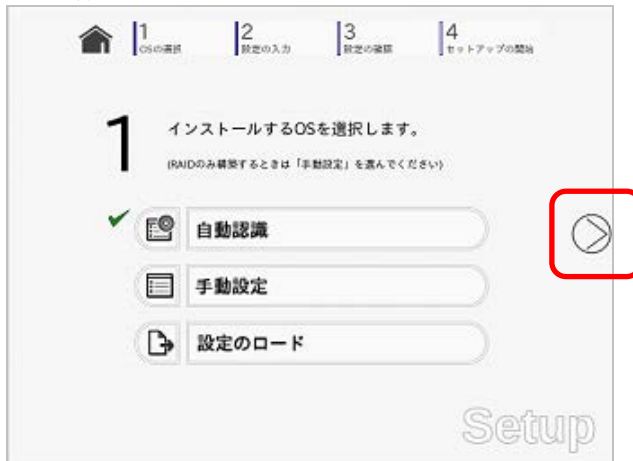 1
OSの選択
2
設定の入力
3
設定の確認
4
セットアップの開始
1
インストールするOSを選択します。
(RAIDのみ構築するときは「手動設定」を選んでください)
自動認識
手動設定
設定のロード
Setup